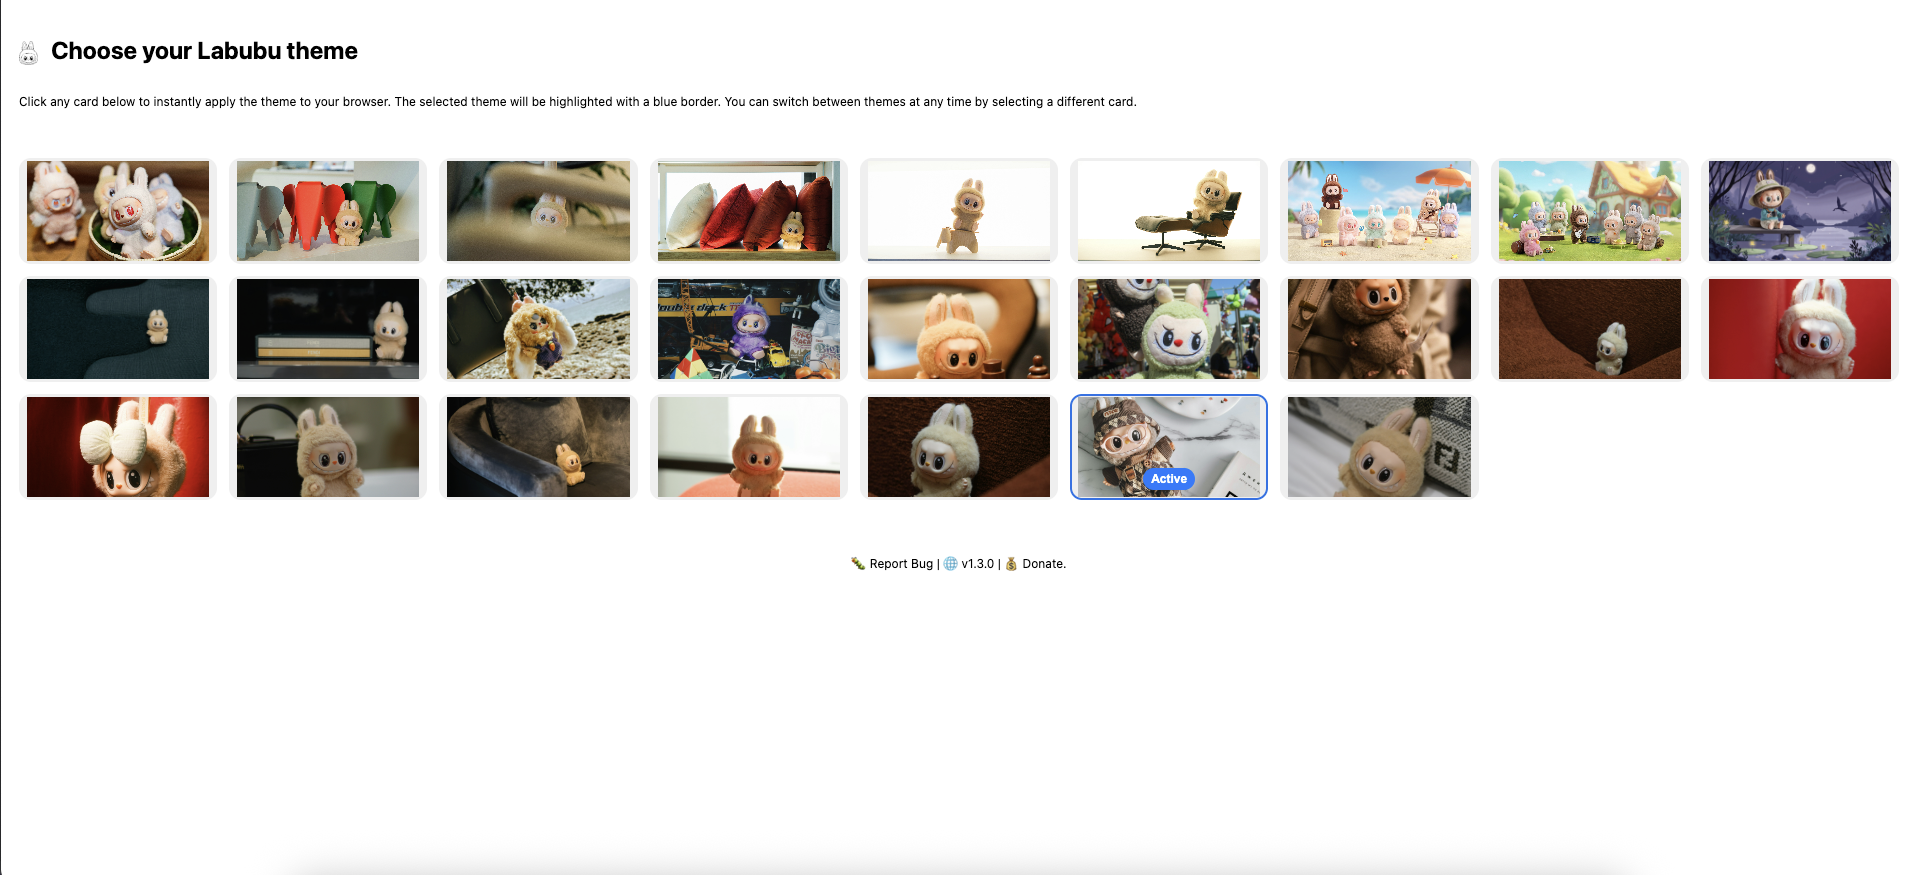 Choose your Labubu theme
Click any card below to instantly apply the theme to your browser. The selected theme will be highlighted with a blue border. You can switch between themes at any time by selecting a different card.
Active
Report Bug | v1.3.0 | Donate.